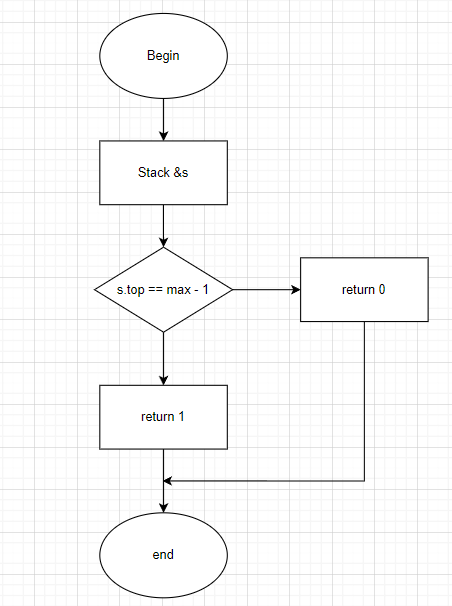 Begin
Stack &s
s.top == max - 1
return 0
return 1
end